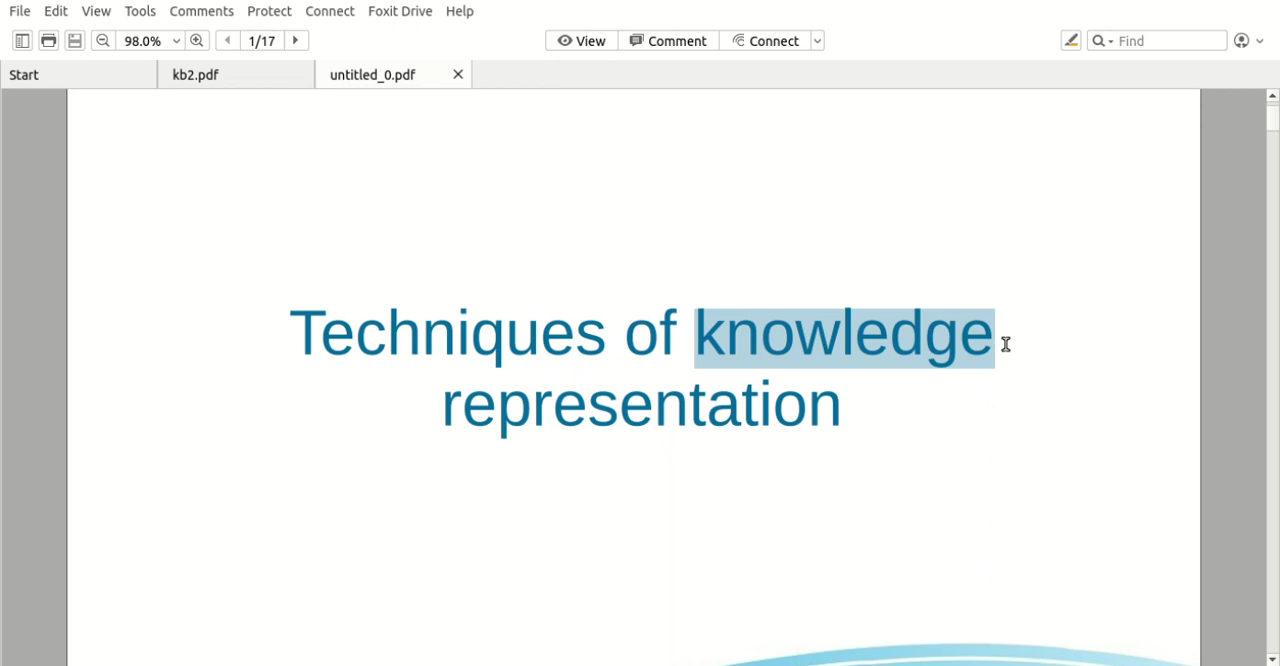 File Edit View Tools Comments Protect Connect Foxit Drive Help
98.0% 1/17 View Comment Connect Find
Start kb2.pdf untitled_0.pdf
Techniques of knowledge
representation